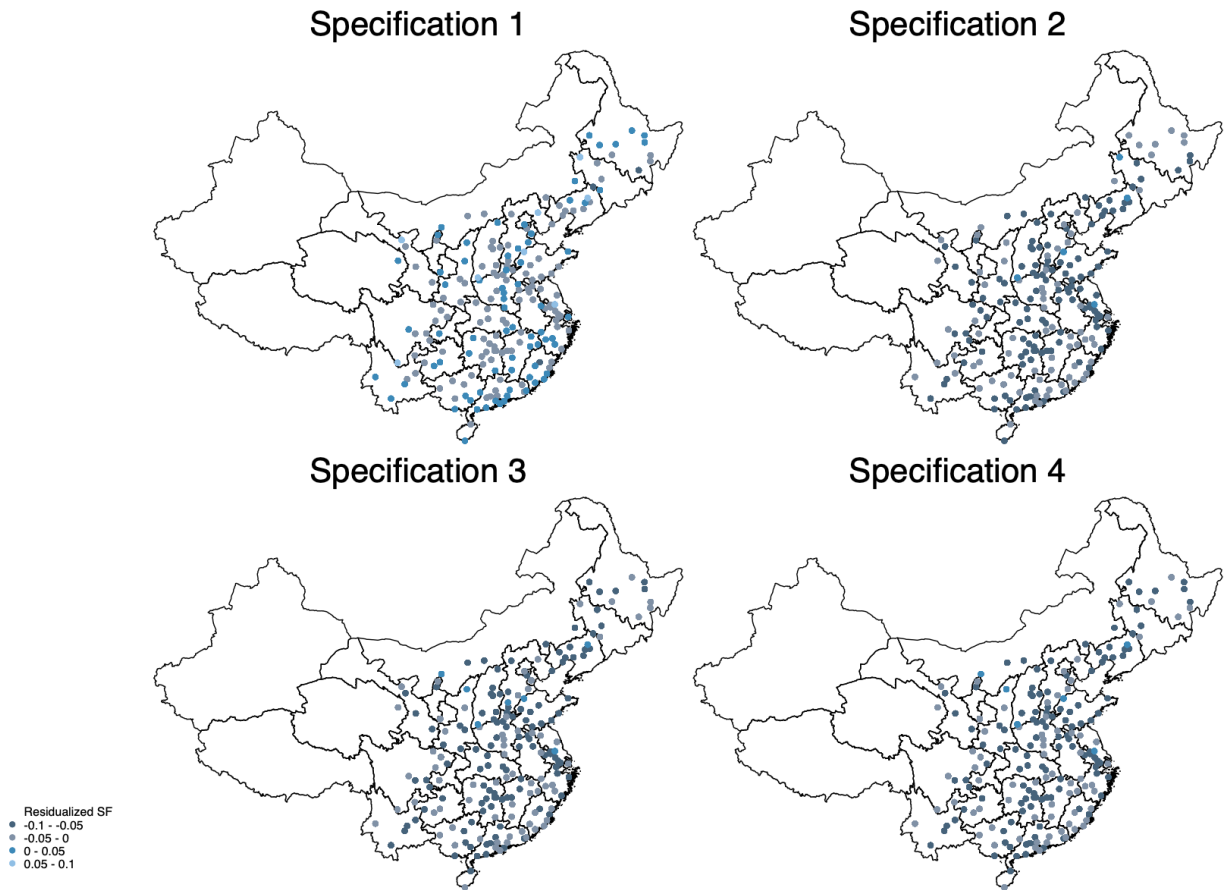 Specification 1
Specification 2
Specification 3
Specification 4
Residualized SF
-0.1 - -0.05
-0.05 - 0
0 - 0.05
0.05 - 0.1